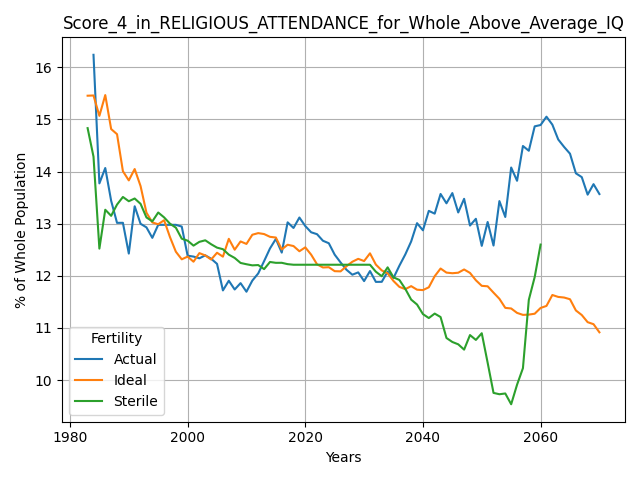 Score_4_in_RELIGIOUS_ATTENDANCE_for_Whole_Above_Average_IQ
% of Whole Population
16
15
14
13
12
11
10
Fertility
Actual
Ideal
Sterile
1980
2000
2020
2040
2060
Years